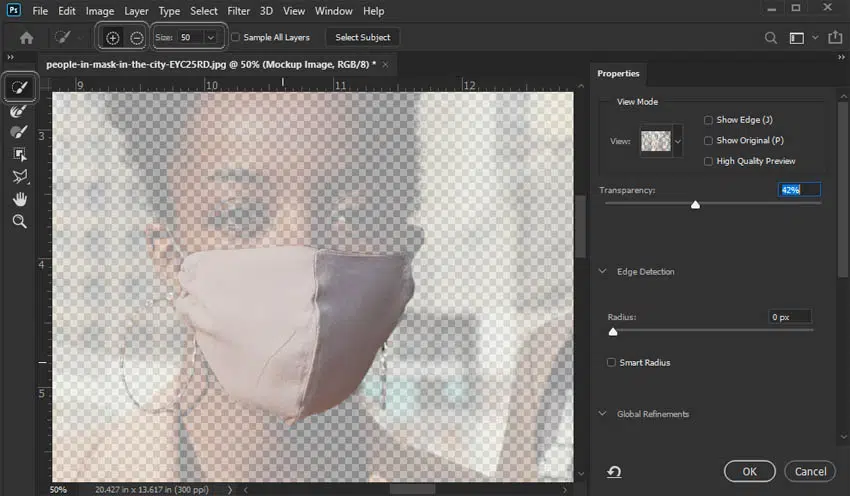 Ps File Edit Image Layer Type Select Filter 3D View Window Help
Size: 50 Sample All Layers Select Subject
people-in-mask-in-the-city-EYC25RD.jpg @ 50% (Mockup Image, RGB/8) *
9 10 11 12
3
4
5
50% 20.427 in x 13.617 in (300 ppi)
Properties
View Mode
View:
Show Edge (J)
Show Original (P)
High Quality Preview
Transparency: 42%
Edge Detection
Radius: 0 px
Smart Radius
Global Refinements
OK Cancel